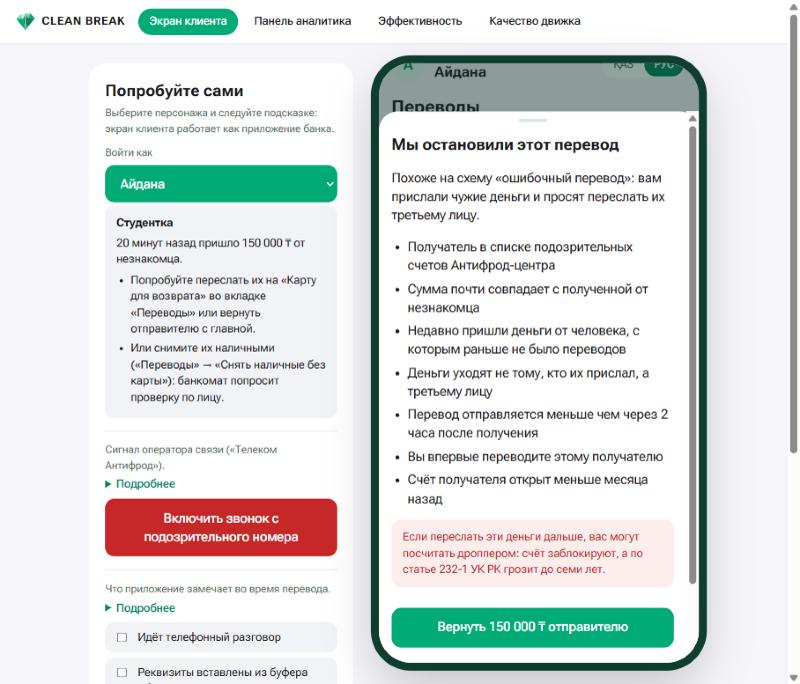 CLEAN BREAK
Экран клиента
Панель аналитика
Эффективность
Качество движка
Попробуйте сами
Выберите персонажа и следуйте подсказке:
экран клиента работает как приложение банка.
Войти как
Айдана
Студентка
20 минут назад пришло 150 000 ₸ от
незнакомца.
• Попробуйте переслать их на «Карту
для возврата» во вкладке
«Переводы» или вернуть
отправителю с главной.
• Или снимите их наличными
(«Переводы» → «Снять наличные без
карты»): банкомат попросит
проверку по лицу.
Сигнал оператора связи («Телеком
Антифрод»).
▶ Подробнее
Включить звонок с
подозрительного номера
Что приложение замечает во время перевода.
▶ Подробнее
Идёт телефонный разговор
Реквизиты вставлены из буфера
А
Айдана
ҚАЗ
РУС
Переводы
Мы остановили этот перевод
Похоже на схему «ошибочный перевод»: вам
прислали чужие деньги и просят переслать их
третьему лицу.
• Получатель в списке подозрительных
счетов Антифрод-центра
• Сумма почти совпадает с полученной от
незнакомца
• Недавно пришли деньги от человека, с
которым раньше не было переводов
• Деньги уходят не тому, кто их прислал, а
третьему лицу
• Перевод отправляется меньше чем через 2
часа после получения
• Вы впервые переводите этому получателю
• Счёт получателя открыт меньше месяца
назад
Если переслать эти деньги дальше, вас могут
посчитать дроппером: счёт заблокируют, а по
статье 232-1 УК РК грозит до семи лет.
Вернуть 150 000 ₸ отправителю